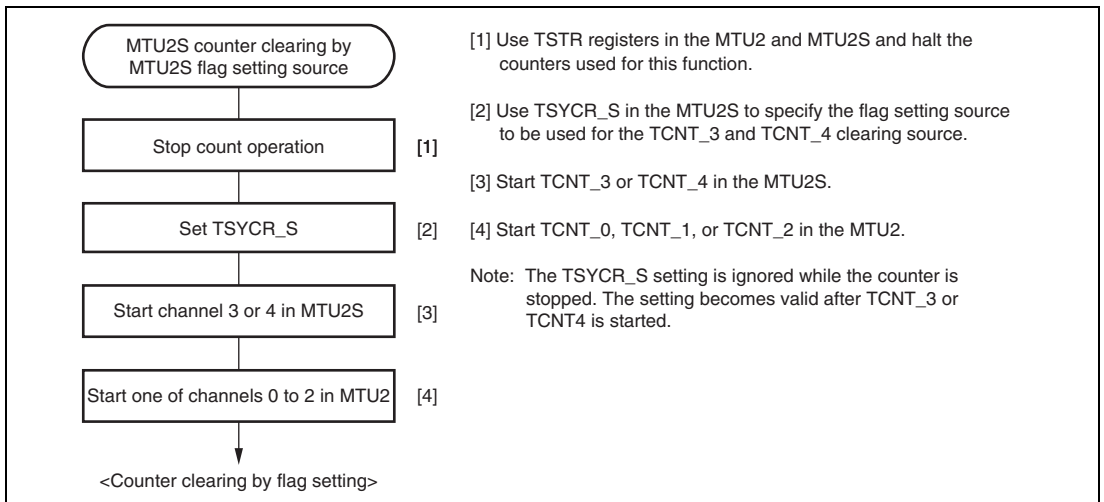 MTU2S counter clearing by
MTU2S flag setting source
Stop count operation
[1]
Set TSYCR_S
[2]
Start channel 3 or 4 in MTU2S
[3]
Start one of channels 0 to 2 in MTU2
[4]
<Counter clearing by flag setting>
[1] Use TSTR registers in the MTU2 and MTU2S and halt the
counters used for this function.
[2] Use TSYCR_S in the MTU2S to specify the flag setting source
to be used for the TCNT_3 and TCNT_4 clearing source.
[3] Start TCNT_3 or TCNT_4 in the MTU2S.
[4] Start TCNT_0, TCNT_1, or TCNT_2 in the MTU2.
Note: The TSYCR_S setting is ignored while the counter is
stopped. The setting becomes valid after TCNT_3 or
TCNT4 is started.